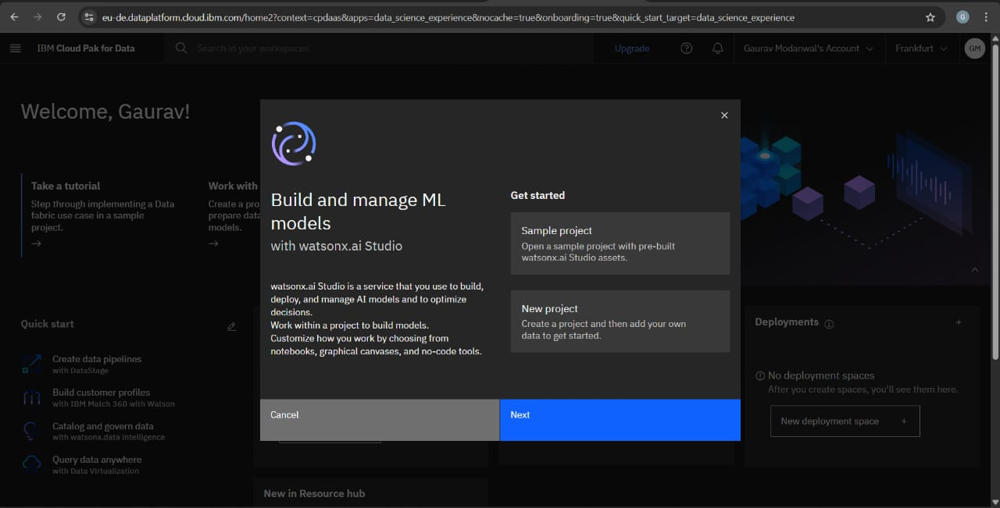 eu-de.dataplatform.cloud.ibm.com/home2?context=cpdaas&apps=data_science_experience&nocache=true&onboarding=true&quick_start_target=data_science_experience
G
IBM Cloud Pak for Data
Search in your workspaces
Upgrade
Gaurav Modanwal's Account
Frankfurt
GM
Welcome, Gaurav!
Take a tutorial
Step through implementing a Data
fabric use case in a sample
project.
Work with
Create a pro
prepare data
models.
Build and manage ML
models
with watsonx.ai Studio
watsonx.ai Studio is a service that you use to build,
deploy, and manage AI models and to optimize
decisions.
Work within a project to build models.
Customize how you work by choosing from
notebooks, graphical canvases, and no-code tools.
Get started
Sample project
Open a sample project with pre-built
watsonx.ai Studio assets.
New project
Create a project and then add your own
data to get started.
Cancel
Next
Quick start
Create data pipelines
with DataStage
Build customer profiles
with IBM Match 360 with Watson
Catalog and govern data
with watsonx.data intelligence
Query data anywhere
with Data Virtualization
New in Resource hub
Deployments
No deployment spaces
After you create spaces, you'll see them here.
New deployment space +